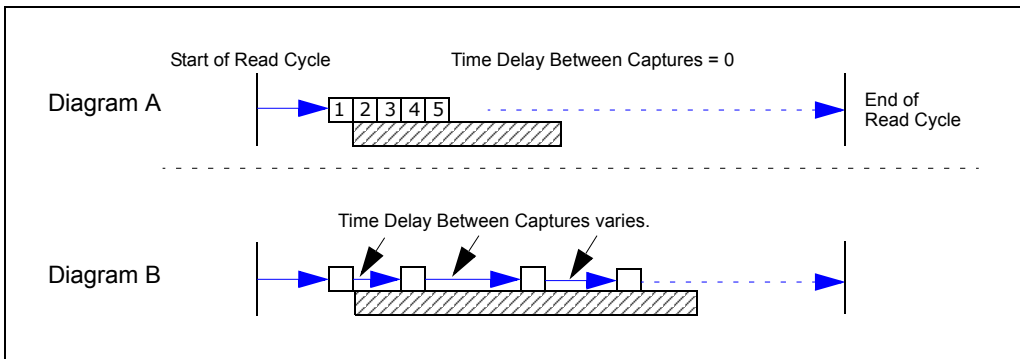 Start of Read Cycle
Time Delay Between Captures = 0
Diagram A
1 2 3 4 5
End of
Read Cycle
Time Delay Between Captures varies.
Diagram B